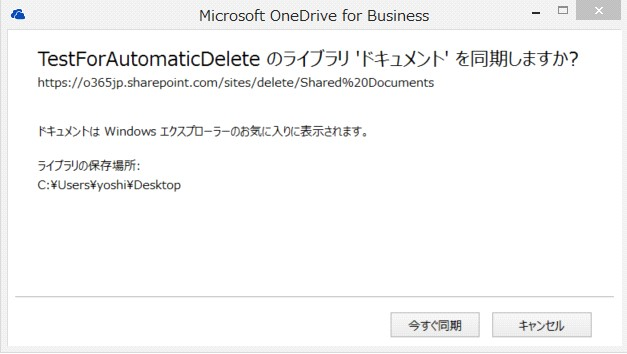 Microsoft OneDrive for Business
TestForAutomaticDelete のライブラリ 'ドキュメント' を同期しますか?
https://o365jp.sharepoint.com/sites/delete/Shared%20Documents
ドキュメントは Windows エクスプローラーのお気に入りに表示されます。
ライブラリの保存場所:
C:¥Users¥yoshi¥Desktop
今すぐ同期
キャンセル